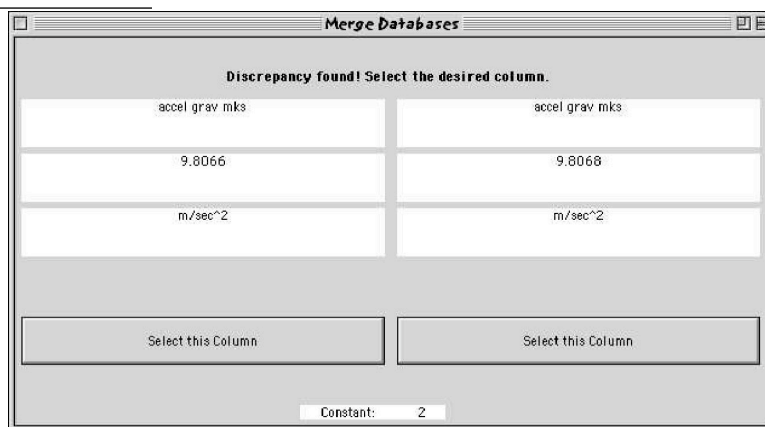 Merge Databases
Discrepancy found! Select the desired column.
accel grav mks accel grav mks
9.8066 9.8068
m/sec^2 m/sec^2
Select this Column Select this Column
Constant: 2